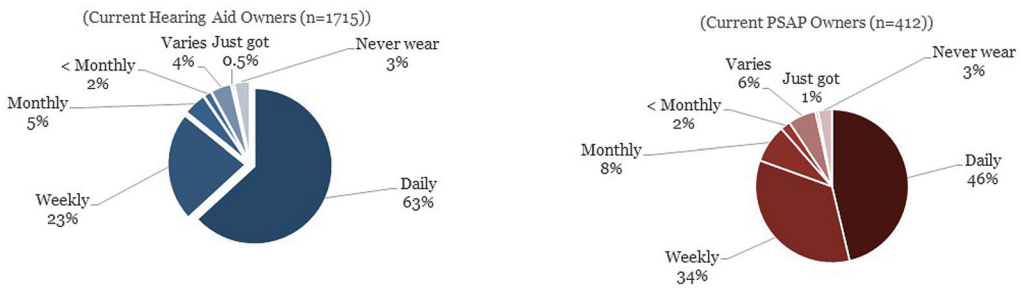 (Current Hearing Aid Owners (n=1715))
Varies
4%
Just got
0.5%
Never wear
3%
< Monthly
2%
Monthly
5%
Weekly
23%
Daily
63%
(Current PSAP Owners (n=412))
Never wear
3%
Varies
6%
Just got
1%
< Monthly
2%
Monthly
8%
Daily
46%
Weekly
34%